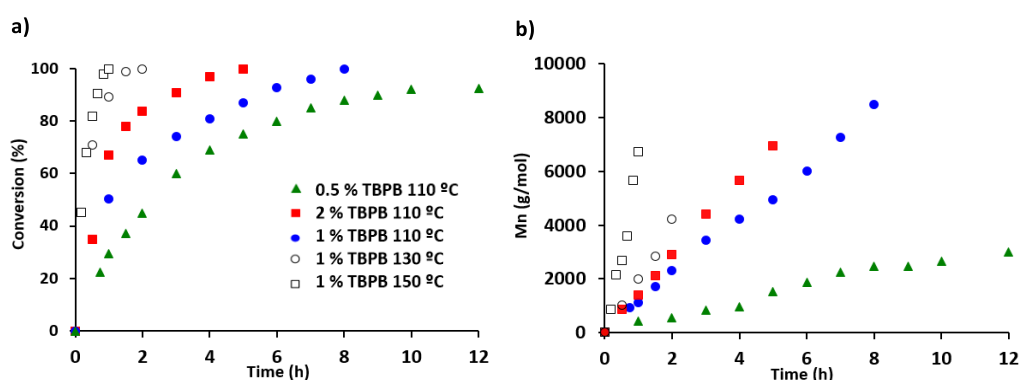 a)
Conversion (%)
100
80
60
40
20
0
0 2 4 6 8 10 12
Time (h)
0.5 % TBPB 110 ºC
2 % TBPB 110 ºC
1 % TBPB 110 ºC
1 % TBPB 130 ºC
1 % TBPB 150 ºC
b)
Mn (g/mol)
10000
8000
6000
4000
2000
0
0 2 4 6 8 10 12
Time (h)